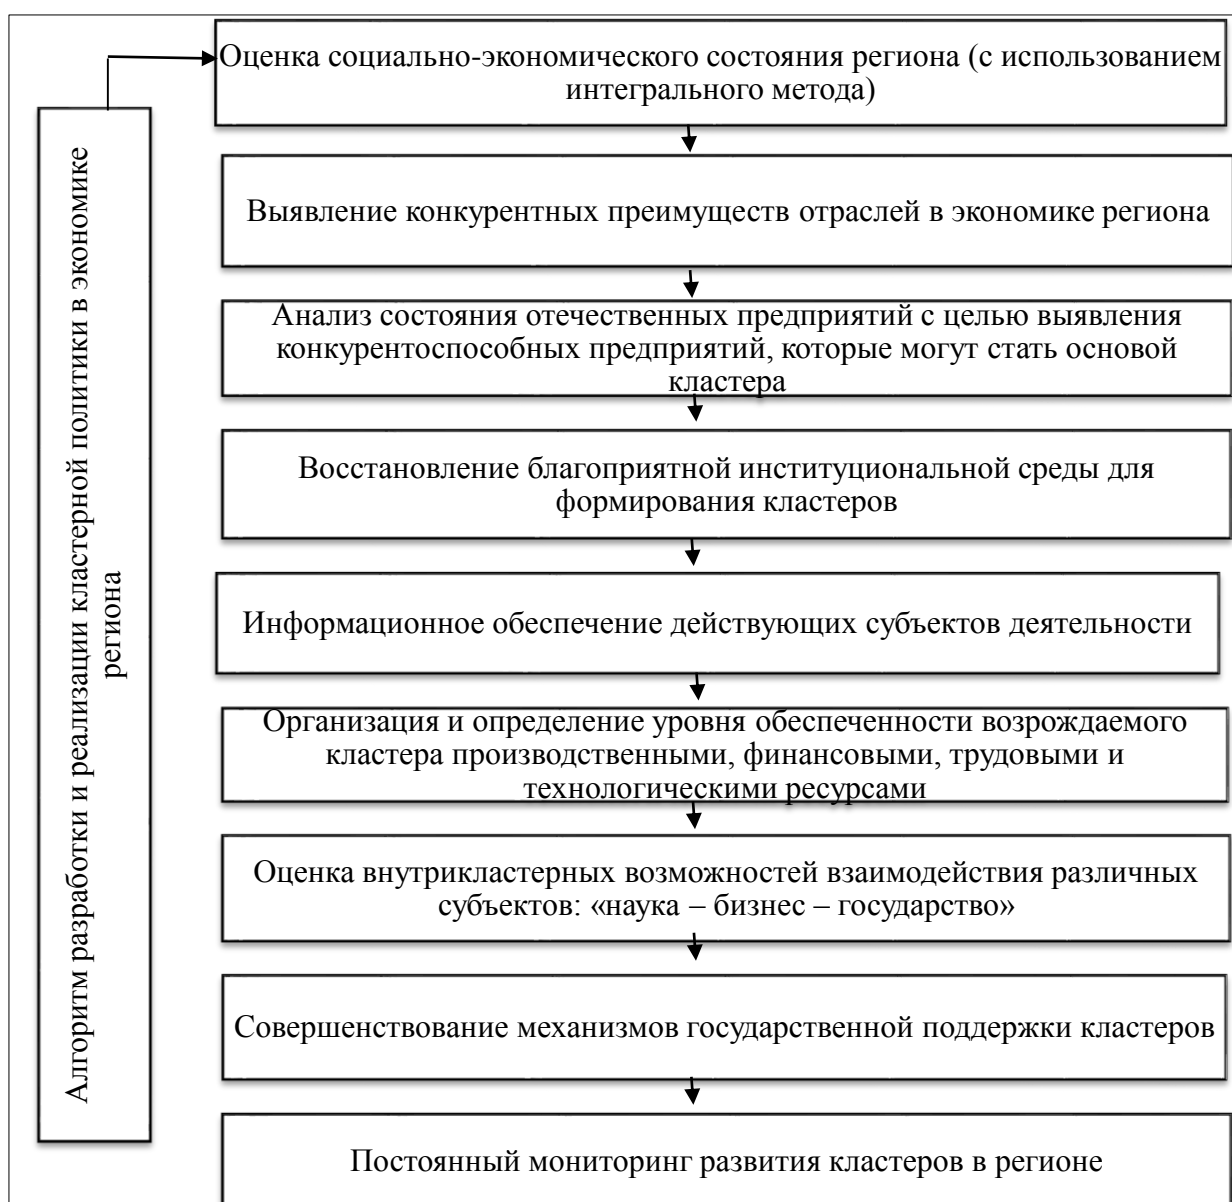 Алгоритм разработки и реализации кластерной политики в экономике
региона
Оценка социально-экономического состояния региона (с использованием
интегрального метода)
Выявление конкурентных преимуществ отраслей в экономике региона
Анализ состояния отечественных предприятий с целью выявления
конкурентоспособных предприятий, которые могут стать основой
кластера
Восстановление благоприятной институциональной среды для
формирования кластеров
Информационное обеспечение действующих субъектов деятельности
Организация и определение уровня обеспеченности возрождаемого
кластера производственными, финансовыми, трудовыми и
технологическими ресурсами
Оценка внутрикластерных возможностей взаимодействия различных
субъектов: «наука – бизнес – государство»
Совершенствование механизмов государственной поддержки кластеров
Постоянный мониторинг развития кластеров в регионе